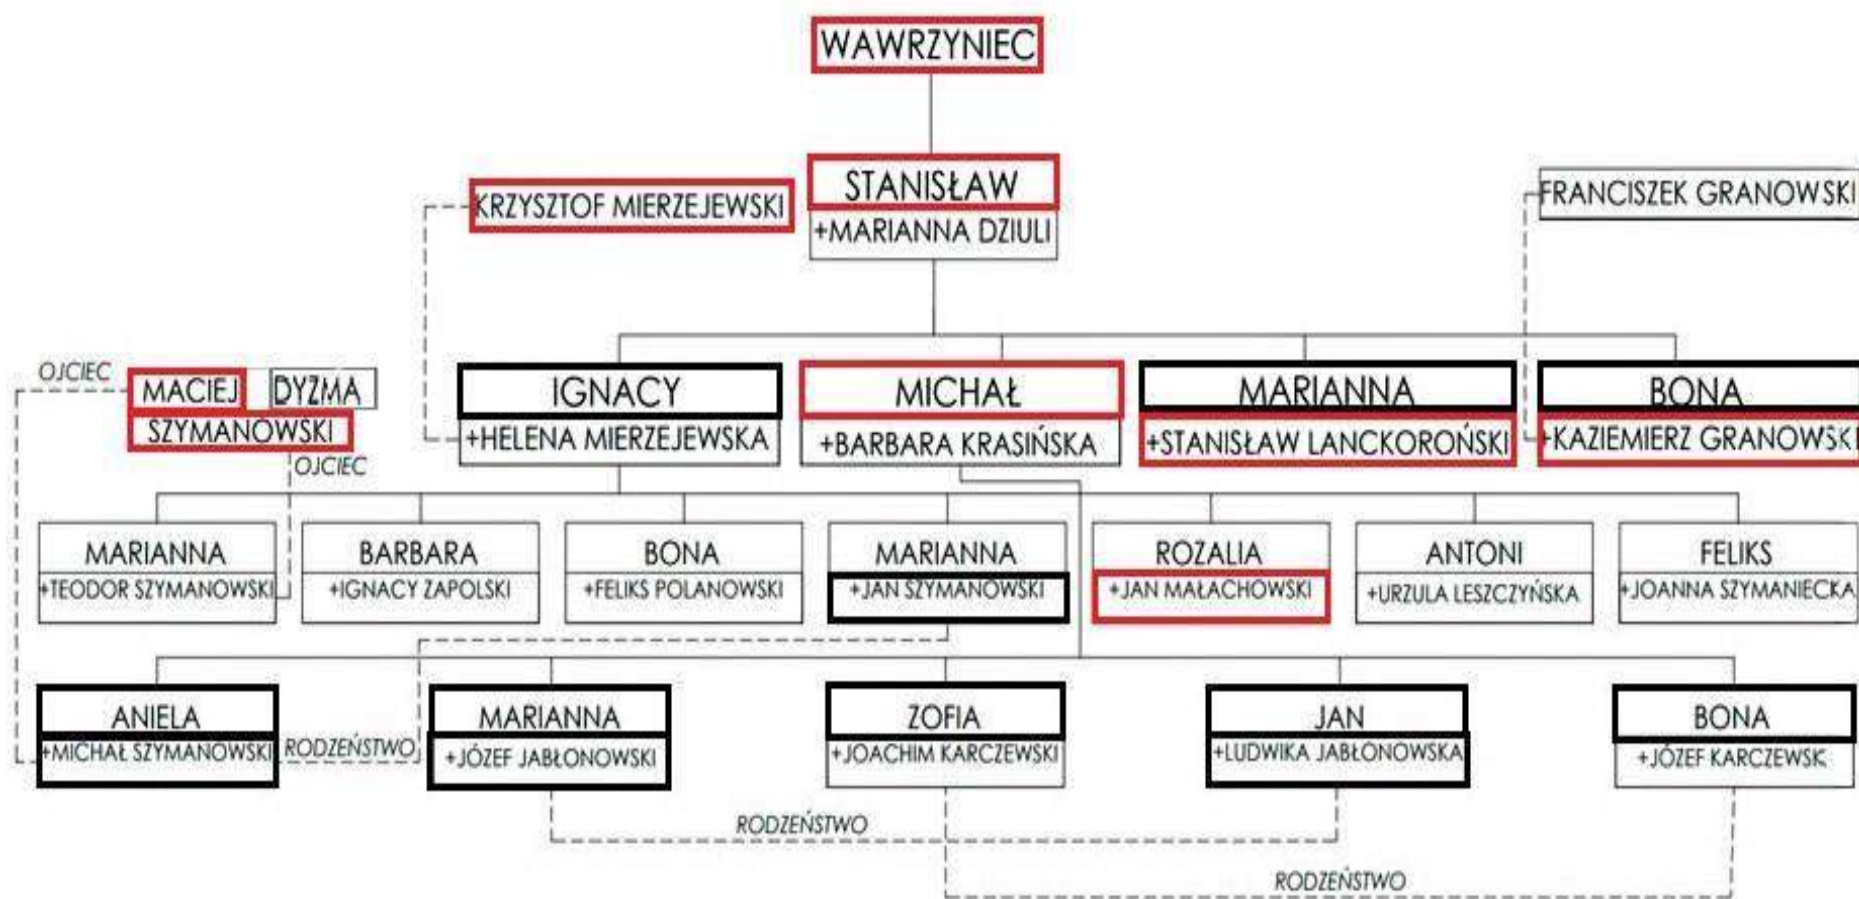 WAWRZYNIEC
KRZYSZTOF MIERZEJEWSKI
STANISŁAW
+MARIANNA DZIULI
FRANCISZEK GRANOWSKI
OJCIEC
MACIEJ DYZMA
SZYMANOWSKI
OJCIEC
IGNACY
+HELENA MIERZEJEWSKA
MICHAŁ
+BARBARA KRASIŃSKA
MARIANNA
+STANISŁAW LANCKOROŃSKI
BONA
+KAZIEMIERZ GRANOWSKI
MARIANNA
+TEODOR SZYMANOWSKI
BARBARA
+IGNACY ZAPOLSKI
BONA
+FELIKS POLANOWSKI
MARIANNA
+JAN SZYMANOWSKI
ROZALIA
+JAN MAŁACHOWSKI
ANTONI
+URZULA LESZCZYŃSKA
FELIKS
+JOANNA SZYMANIECKA
ANIELA
+MICHAŁ SZYMANOWSKI
RODZEŃSTWO
MARIANNA
+JÓZEF JABŁONOWSKI
ZOFIA
+JOACHIM KARCZEWSKI
JAN
+LUDWIKA JABŁONOWSKA
BONA
+JÓZEF KARCZEWSK
RODZEŃSTWO
RODZEŃSTWO